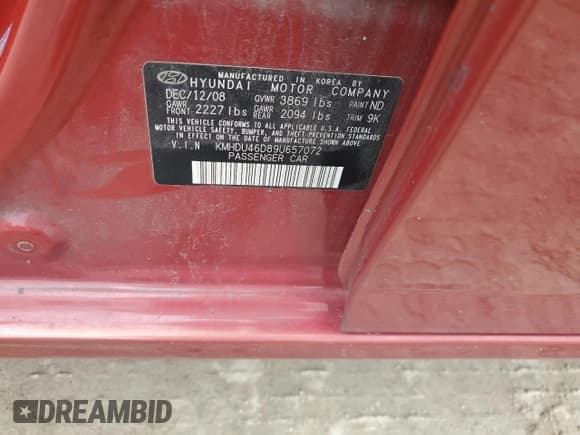 MANUFACTURED IN KOREA BY
HYUNDAI MOTOR COMPANY
DEC/12/08 GVWR 3869 lbs PAINT ND
GAWR FRONT: 2227 lbs GAWR REAR 2094 lbs TRIM 9K
THIS VEHICLE CONFORMS TO ALL APPLICABLE U.S.A. FEDERAL
MOTOR VEHICLE SAFETY, BUMPER, AND THEFT PREVENTION STANDARDS
IN EFFECT ON THE DATE OF MANUFACTURE SHOWN ABOVE.
V.I.N KMHDU46D89U657072
PASSENGER CAR
DREAMBID